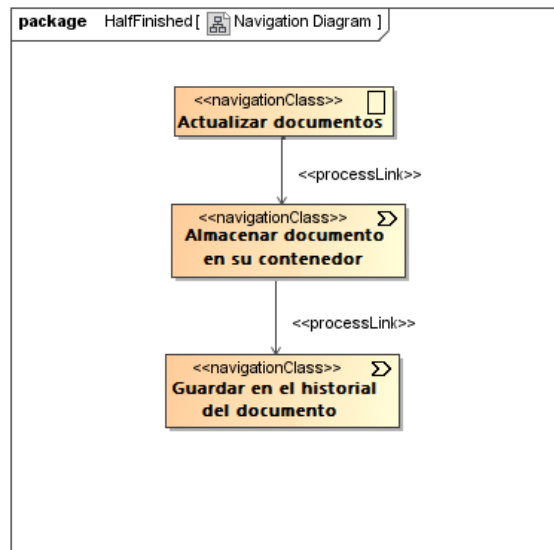 package HalfFinished [ Navigation Diagram ]
<<navigationClass>>
Actualizar documentos
<<processLink>>
<<navigationClass>>
Almacenar documento
en su contenedor
<<processLink>>
<<navigationClass>>
Guardar en el historial
del documento